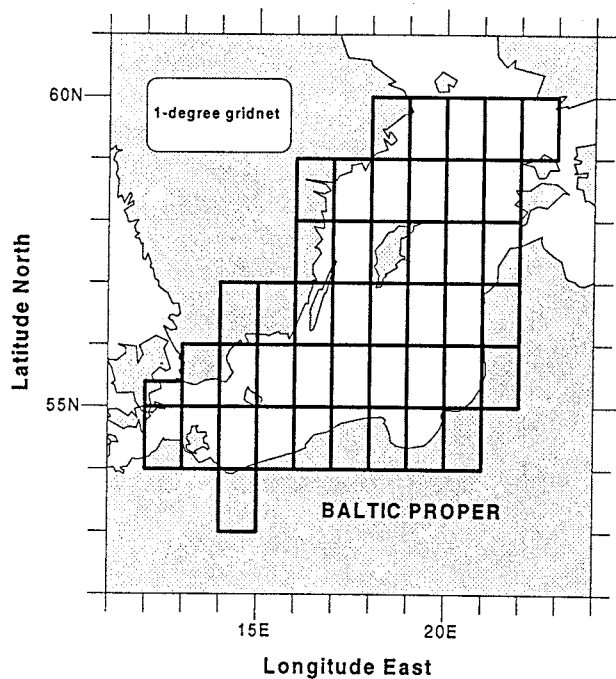 60N
1-degree gridnet
Latitude North
55N
BALTIC PROPER
15E
20E
Longitude East